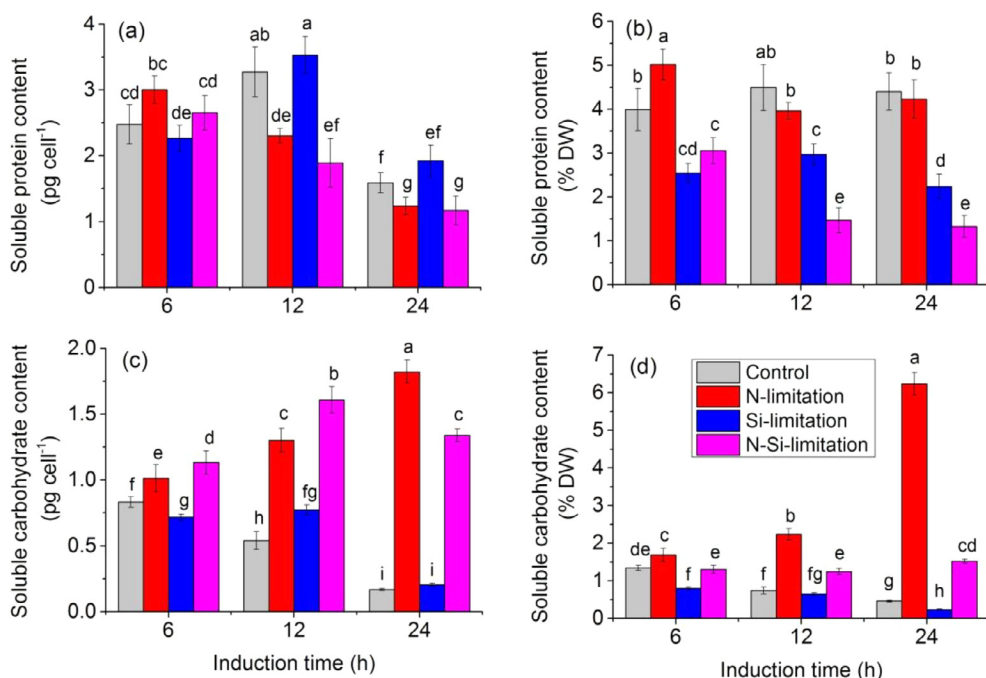 (a)
Soluble protein content
(pg cell⁻¹)
4
3
2
1
0
cd
bc
de
cd
ab
de
a
ef
f
g
ef
g
6
12
24
(b)
Soluble protein content
(% DW)
6
5
4
3
2
1
0
b
a
cd
c
ab
b
c
e
b
b
d
e
6
12
24
(c)
Soluble carbohydrate content
(pg cell⁻¹)
2.0
1.5
1.0
0.5
0.0
f
e
g
d
h
c
fg
b
i
a
i
c
6
12
24
Induction time (h)
(d)
Soluble carbohydrate content
(% DW)
7
6
5
4
3
2
1
0
Control
N-limitation
Si-limitation
N-Si-limitation
de
c
f
e
f
b
fg
e
g
a
h
cd
6
12
24
Induction time (h)